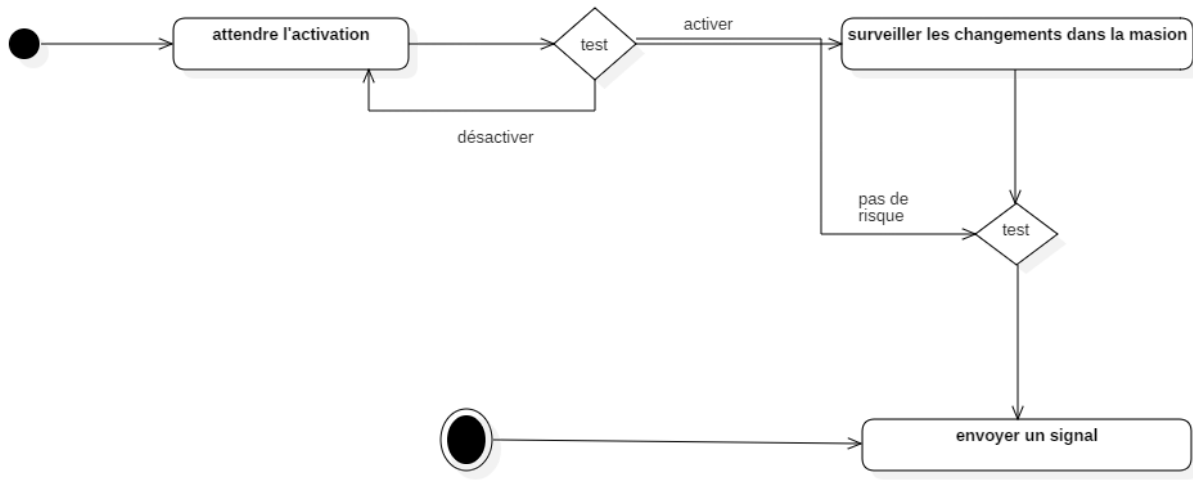 attendre l'activation
test
activer
surveiller les changements dans la masion
désactiver
pas de
risque
test
envoyer un signal